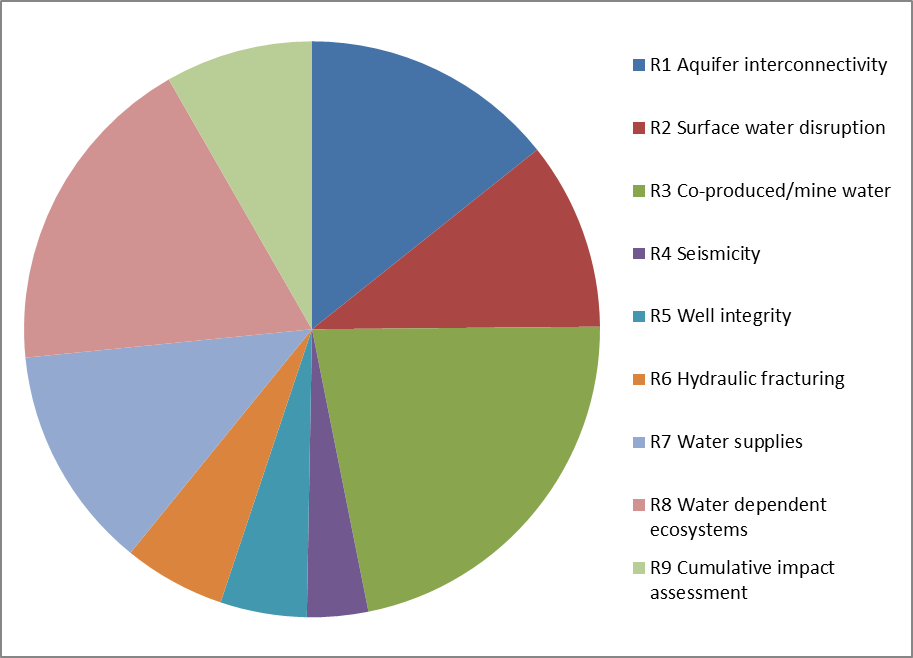 R1 Aquifer interconnectivity
R2 Surface water disruption
R3 Co-produced/mine water
R4 Seismicity
R5 Well integrity
R6 Hydraulic fracturing
R7 Water supplies
R8 Water dependent
ecosystems
R9 Cumulative impact
assessment